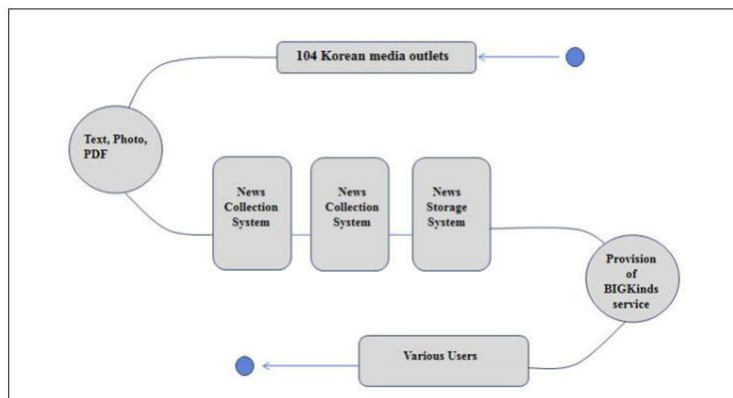 104 Korean media outlets
Text, Photo,
PDF
News
Collection
System
News
Collection
System
News
Storage
System
Provision
of
BIGKinds
service
Various Users